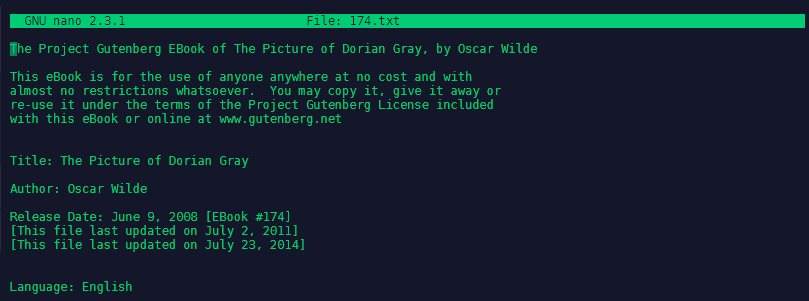 GNU nano 2.3.1 File: 174.txt
The Project Gutenberg EBook of The Picture of Dorian Gray, by Oscar Wilde
This eBook is for the use of anyone anywhere at no cost and with
almost no restrictions whatsoever.  You may copy it, give it away or
re-use it under the terms of the Project Gutenberg License included
with this eBook or online at www.gutenberg.net
Title: The Picture of Dorian Gray
Author: Oscar Wilde
Release Date: June 9, 2008 [EBook #174]
[This file last updated on July 2, 2011]
[This file last updated on July 23, 2014]
Language: English